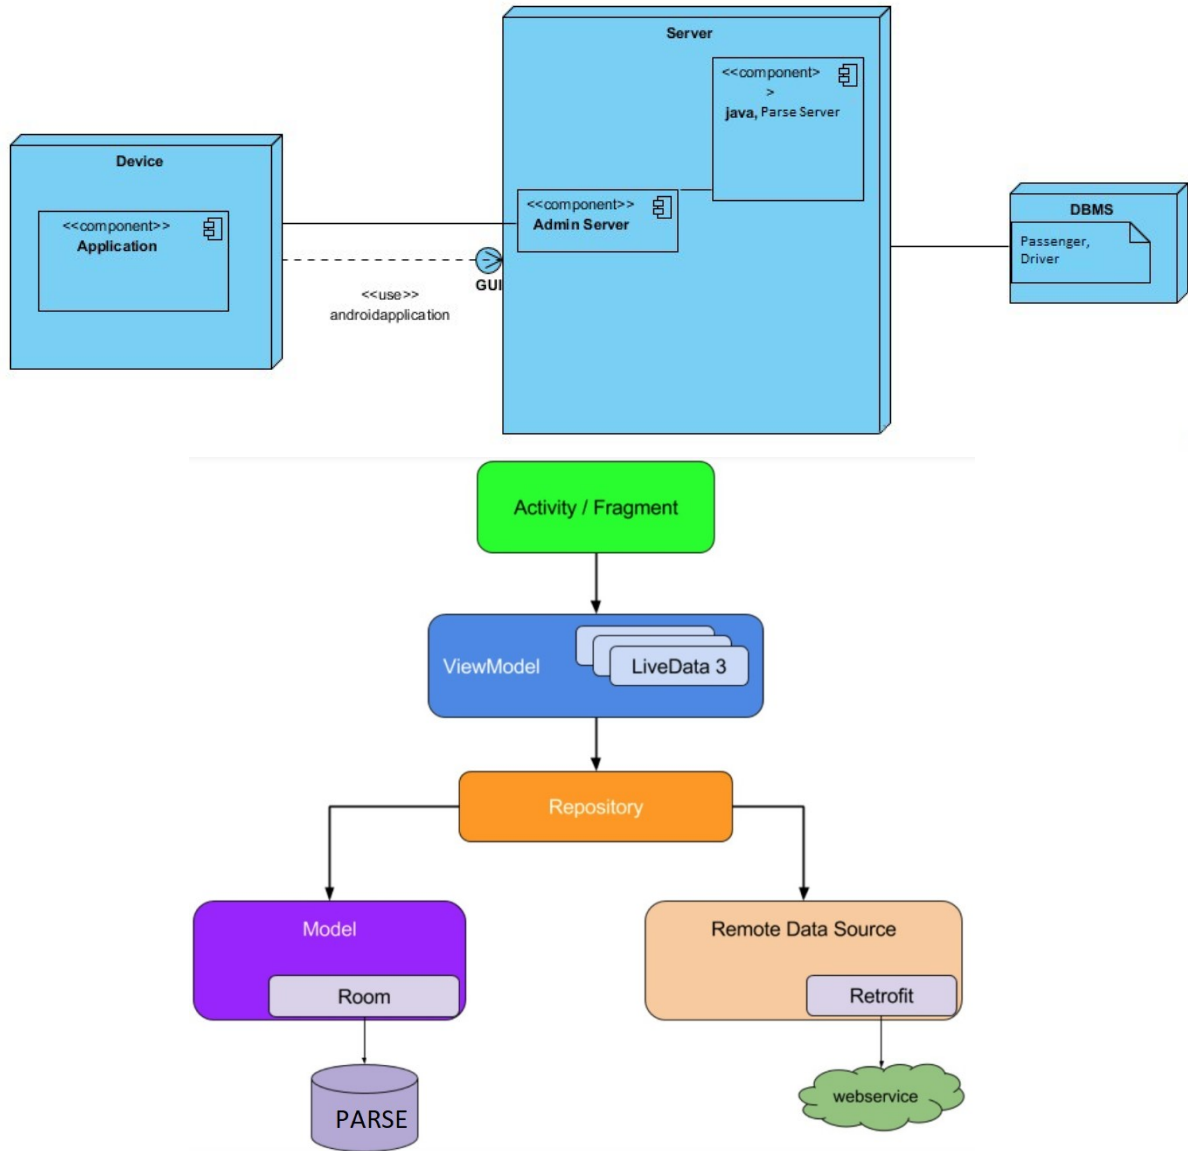 Server
<<component>
>
java, Parse Server
Device
<<component>>
Application
<<component>>
Admin Server
DBMS
Passenger,
Driver
GUI
<<use>>
androidapplication
Activity / Fragment
ViewModel
LiveData 3
Repository
Model
Room
Remote Data Source
Retrofit
PARSE
webservice